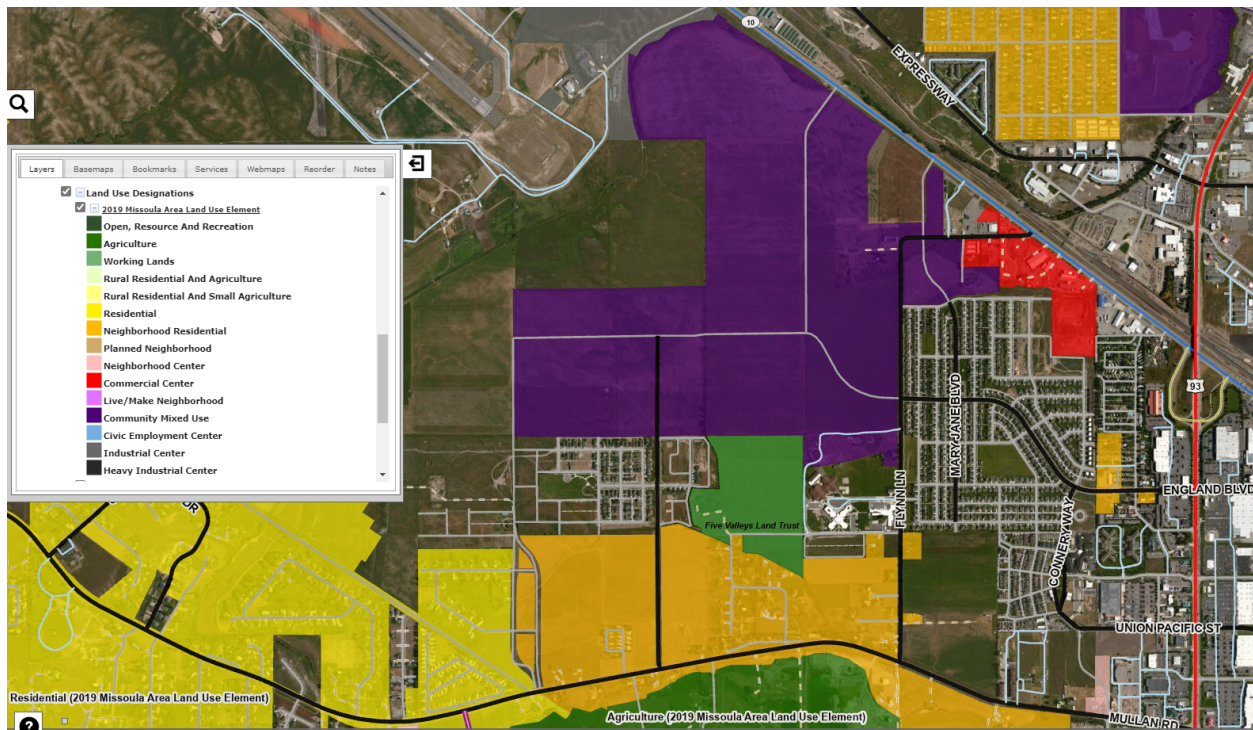 10
EXPRESSWAY
Layers Basemaps Bookmarks Services Webmaps Reorder Notes
Land Use Designations
2019 Missoula Area Land Use Element
Open, Resource And Recreation
Agriculture
Working Lands
Rural Residential And Agriculture
Rural Residential And Small Agriculture
Residential
Neighborhood Residential
Planned Neighborhood
Neighborhood Center
Commercial Center
Live/Make Neighborhood
Community Mixed Use
Civic Employment Center
Industrial Center
Heavy Industrial Center
93
MARY JANE BLVD
FLYNN LN
ENGLAND BLVD
CONNERY WAY
DR
Five Valleys Land Trust
UNION PACIFIC ST
Residential (2019 Missoula Area Land Use Element)
Agriculture (2019 Missoula Area Land Use Element)
MULLAN RD
?